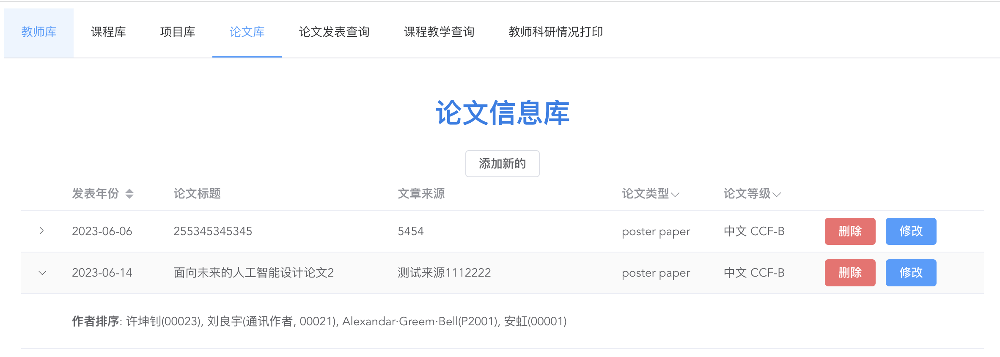 教师库 课程库 项目库 论文库 论文发表查询 课程教学查询 教师科研情况打印
论文信息库
添加新的
发表年份 论文标题 文章来源 论文类型 论文等级
2023-06-06 255345345345 5454 poster paper 中文 CCF-B 删除 修改
2023-06-14 面向未来的人工智能设计论文2 测试来源1112222 poster paper 中文 CCF-B 删除 修改
作者排序: 许坤钊(00023), 刘良宇(通讯作者, 00021), Alexandar·Greem·Bell(P2001), 安虹(00001)